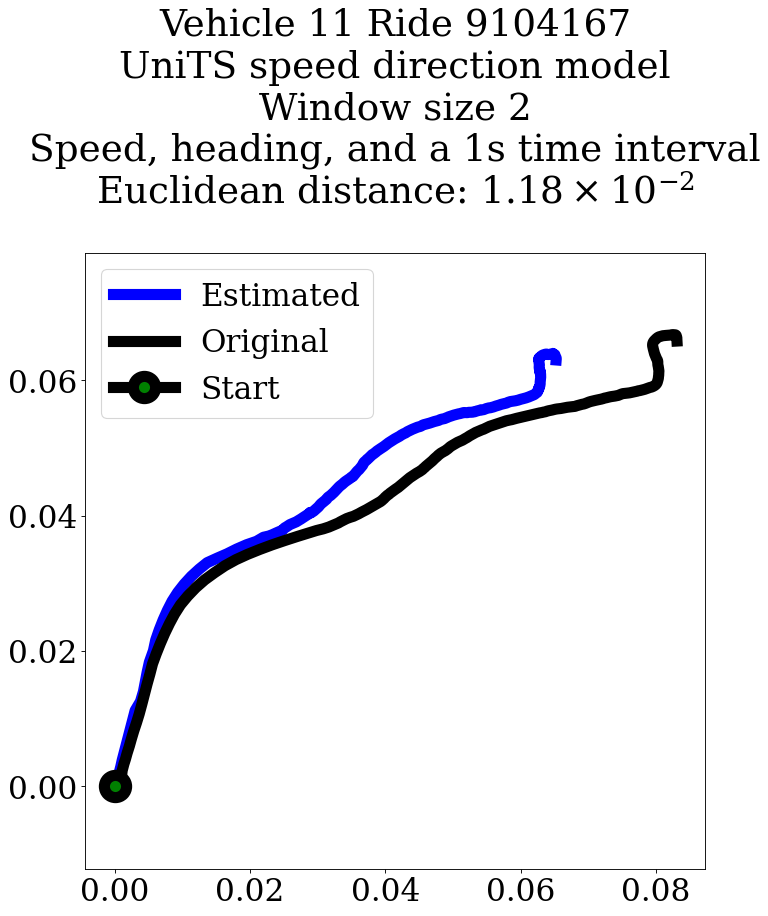 Vehicle 11 Ride 9104167
UniTS speed direction model
Window size 2
Speed, heading, and a 1s time interval
Euclidean distance: 1.18 × 10⁻²
Estimated
Original
Start
0.06
0.04
0.02
0.00
0.00 0.02 0.04 0.06 0.08